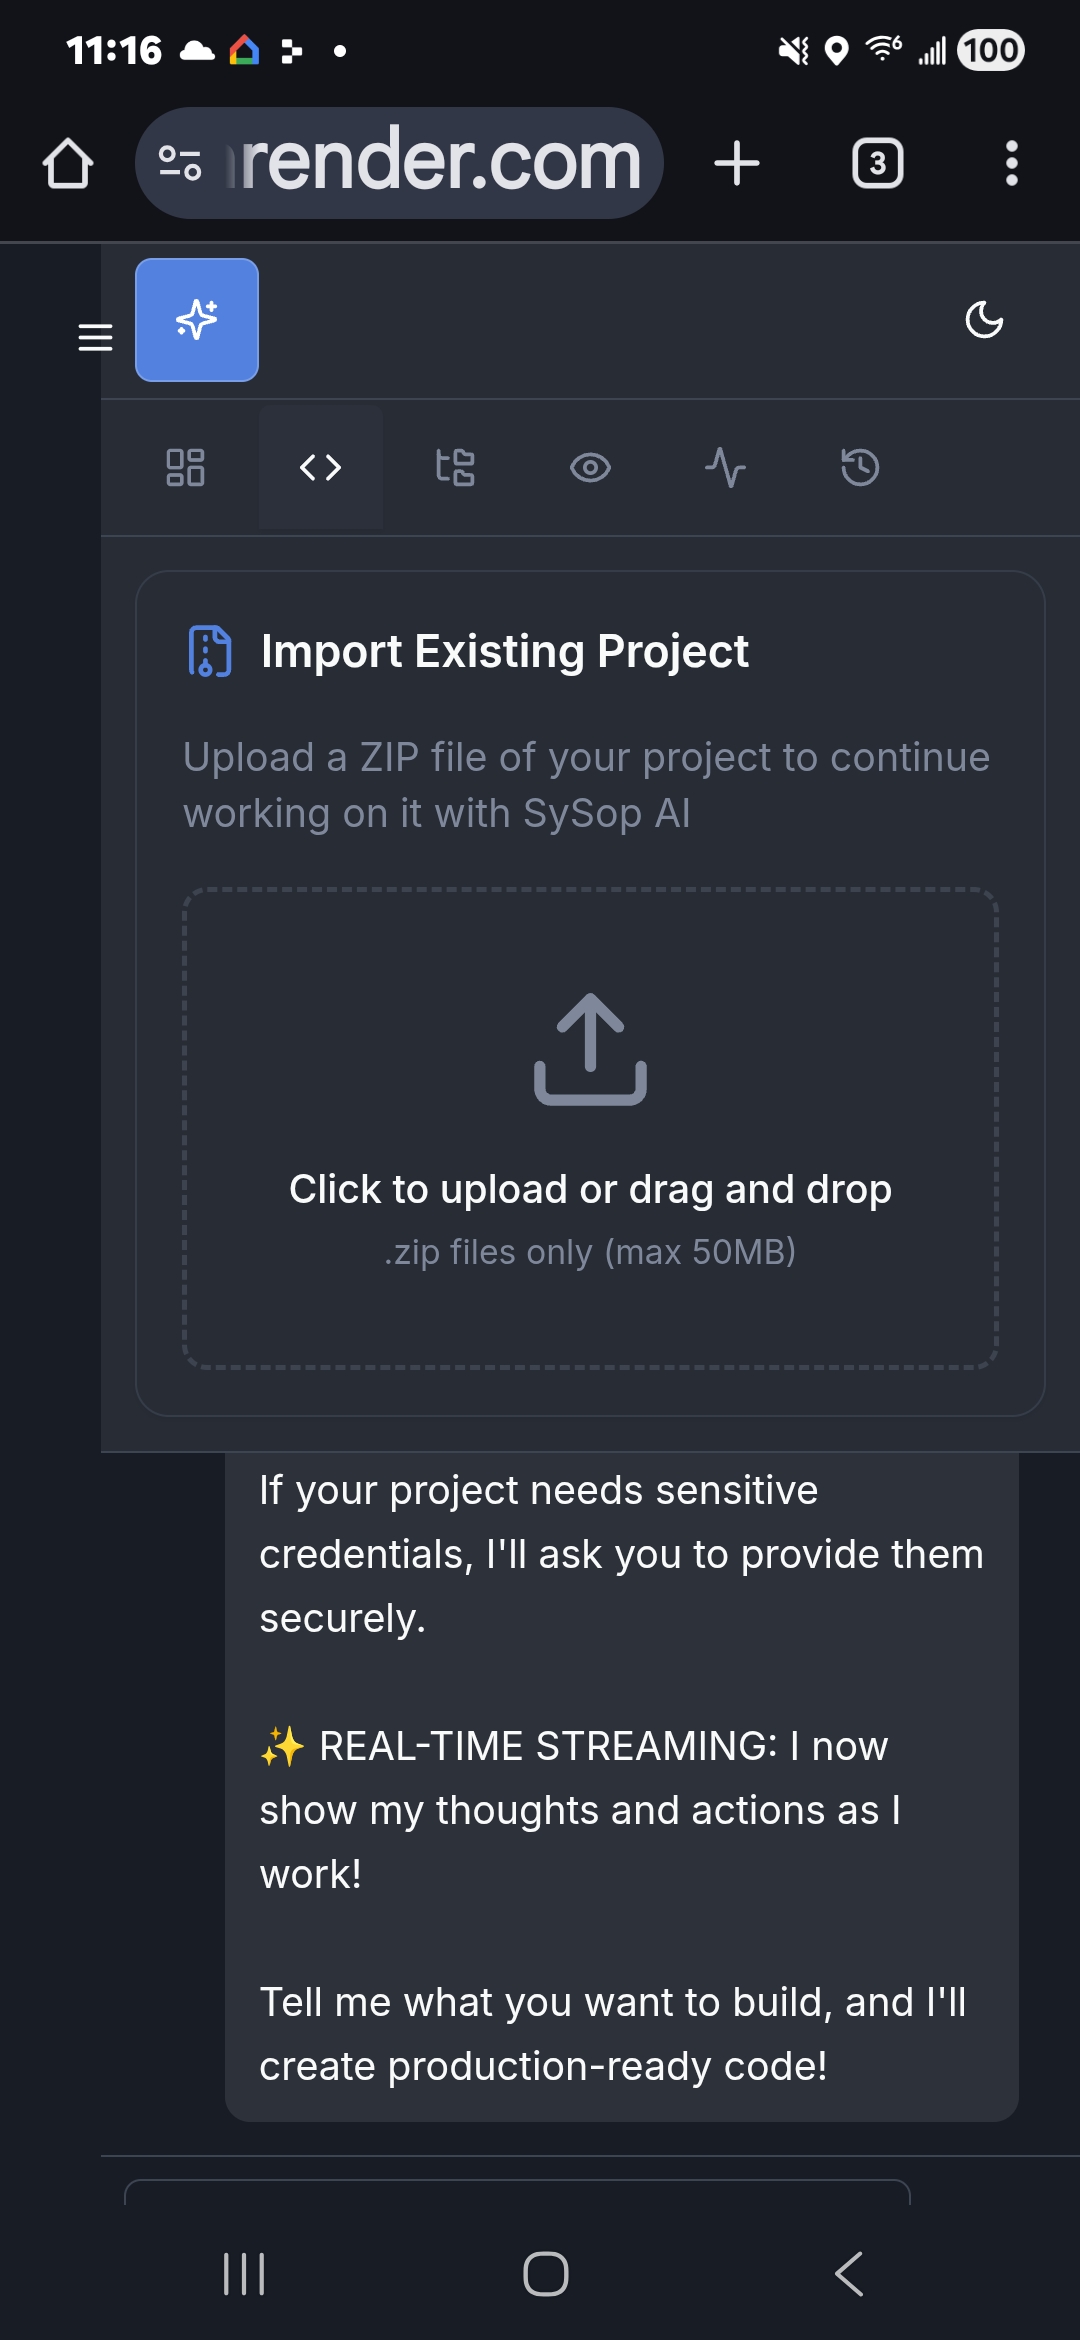 11:16
6
100
render.com
3
Import Existing Project
Upload a ZIP file of your project to continue
working on it with SySop AI
Click to upload or drag and drop
.zip files only (max 50MB)
If your project needs sensitive
credentials, I'll ask you to provide them
securely.
✨ REAL-TIME STREAMING: I now
show my thoughts and actions as I
work!
Tell me what you want to build, and I'll
create production-ready code!